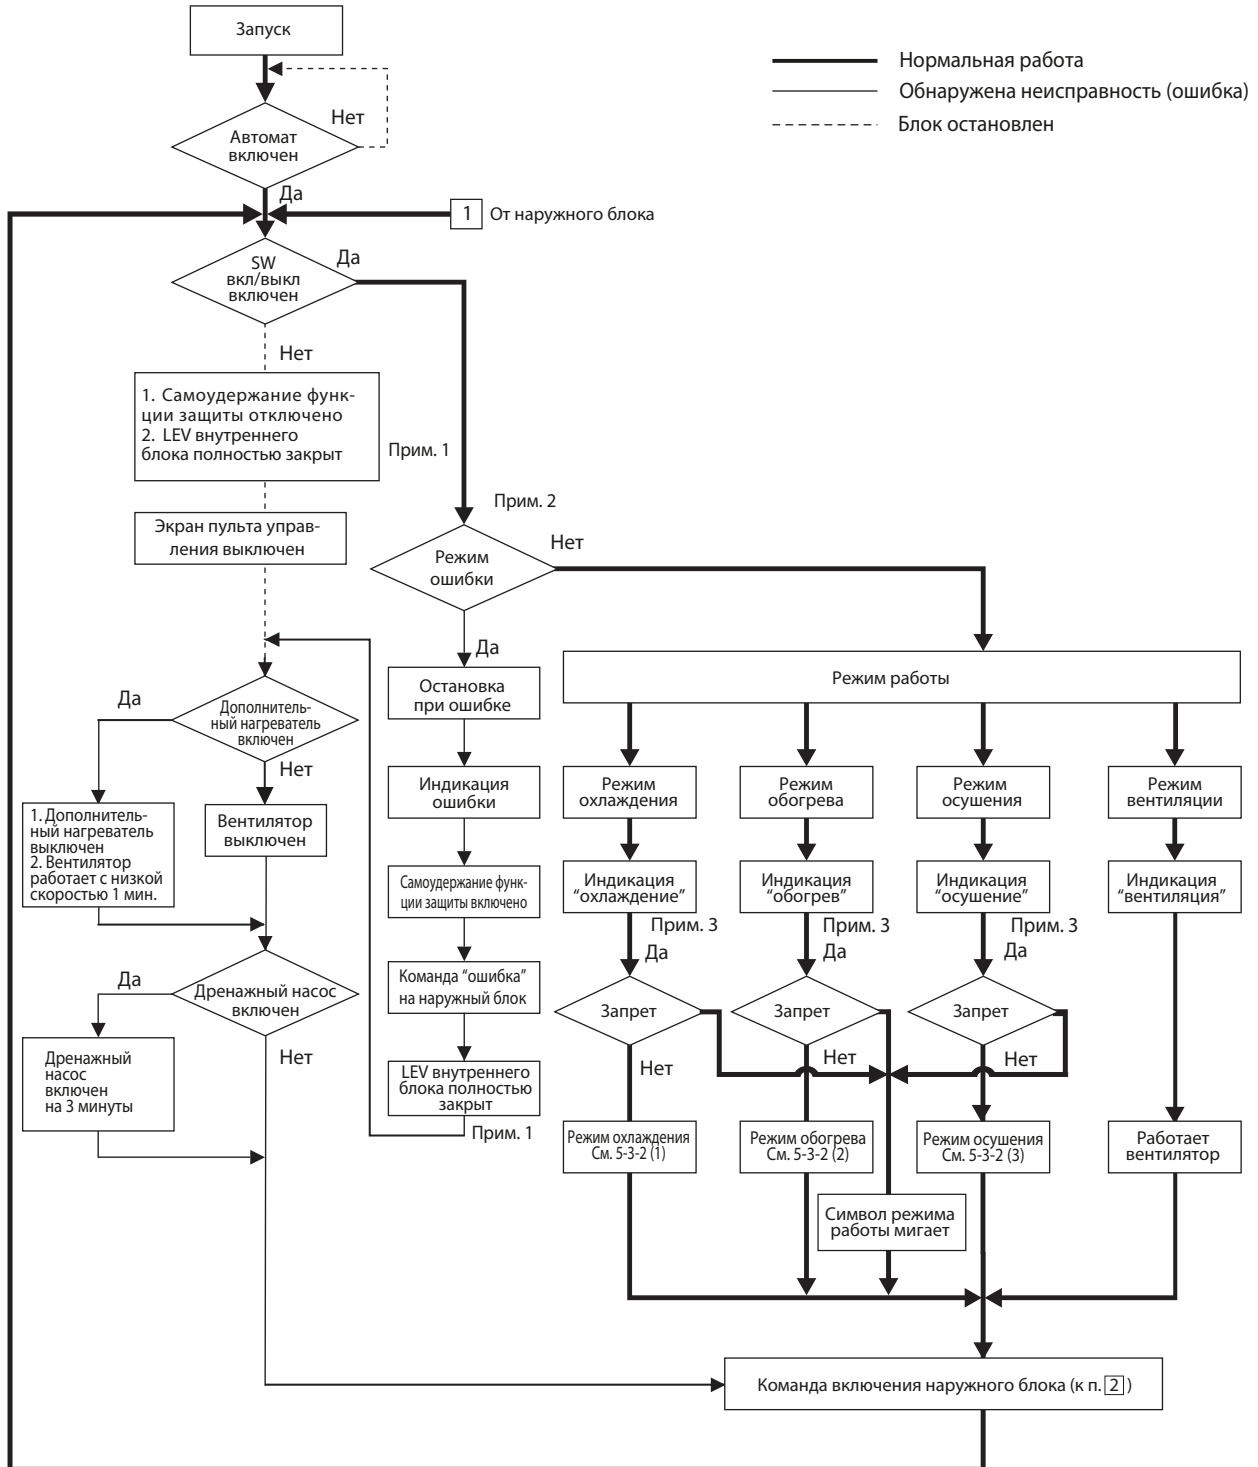 Запуск
Нормальная работа
Обнаружена неисправность (ошибка)
Блок остановлен
Нет
Автомат
включен
Да
1 От наружного блока
SW
вкл/выкл
включен
Да
Нет
1. Самоудержание функ-
ции защиты отключено
2. LEV внутреннего
блока полностью закрыт
Прим. 1
Прим. 2
Экран пульта управ-
ления выключен
Режим
ошибки
Нет
Да
Остановка
при ошибке
Режим работы
Да
Дополнитель-
ный нагреватель
включен
Нет
Индикация
ошибки
Режим
охлаждения
Режим
обогрева
Режим
осушения
Режим
вентиляции
1. Дополнитель-
ный нагреватель
выключен
2. Вентилятор
работает с низкой
скоростью 1 мин.
Вентилятор
выключен
Самоудержание функ-
ции защиты включено
Индикация
“охлаждение”
Индикация
“обогрев”
Индикация
“осушение”
Индикация
“вентиляция”
Прим. 3
Да
Прим. 3
Да
Прим. 3
Да
Да
Дренажный насос
включен
Нет
Команда “ошибка”
на наружный блок
Запрет
Нет
Запрет
Нет
Запрет
Нет
Дренажный
насос
включен
на 3 минуты
LEV внутреннего
блока полностью
закрыт
Прим. 1
Режим охлаждения
См. 5-3-2 (1)
Режим обогрева
См. 5-3-2 (2)
Режим осушения
См. 5-3-2 (3)
Работает
вентилятор
Символ режима
работы мигает
Команда включения наружного блока (к п. 2 )